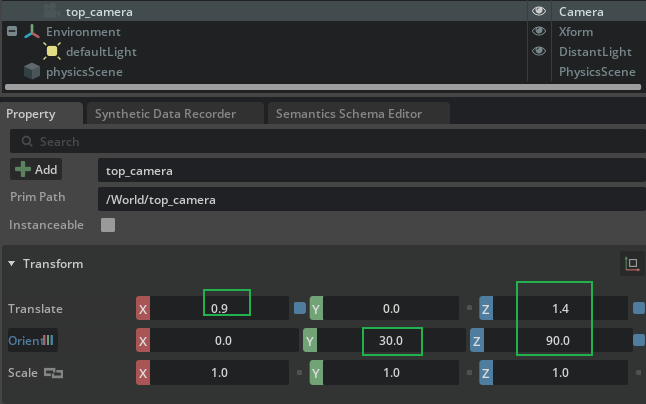 top_camera Camera
Environment Xform
defaultLight DistantLight
physicsScene PhysicsScene
Property Synthetic Data Recorder Semantics Schema Editor
Search
Add top_camera
Prim Path /World/top_camera
Instanceable
Transform
Translate X 0.9 Y 0.0 Z 1.4
Orient X 0.0 Y 30.0 Z 90.0
Scale X 1.0 Y 1.0 Z 1.0